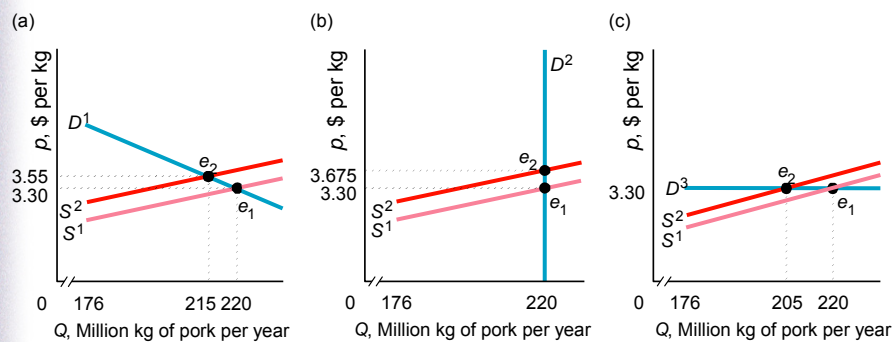 (a)
p, $ per kg
D¹
e₂
3.55
3.30
S²
S¹
e₁
0
176
215
220
Q, Million kg of pork per year
(b)
p, $ per kg
D²
e₂
3.675
3.30
e₁
S²
S¹
0
176
220
Q, Million kg of pork per year
(c)
p, $ per kg
e₂
3.30
D³
e₁
S²
S¹
0
176
205
220
Q, Million kg of pork per year